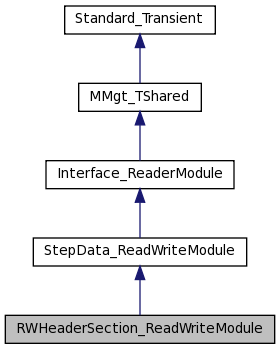 Standard_Transient
MMgt_TShared
Interface_ReaderModule
StepData_ReadWriteModule
RWHeaderSection_ReadWriteModule